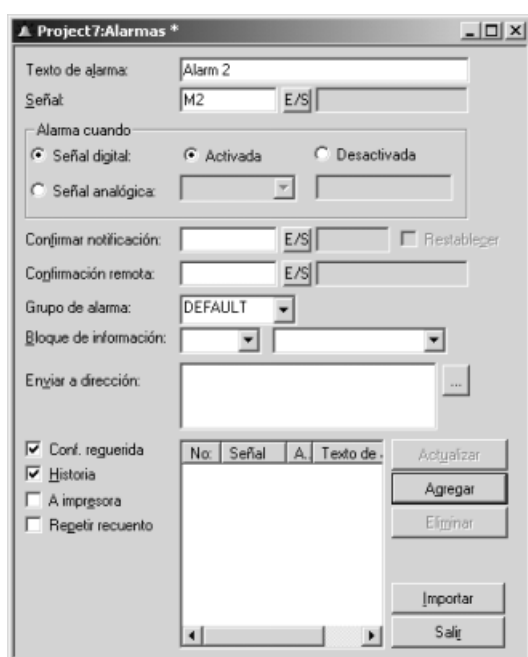 Project7:Alarmas *
Texto de alarma: Alarm 2
Señal: M2 E/S
Alarma cuando
Señal digital: Activada Desactivada
Señal analógica:
Confirmar notificación: E/S Restablecer
Confirmación remota: E/S
Grupo de alarma: DEFAULT
Bloque de información:
Enviar a dirección: ...
Conf. requerida
Historia
A impresora
Repetir recuento
No: Señal A. Texto de
Actualizar
Agregar
Eliminar
Importar
Salir